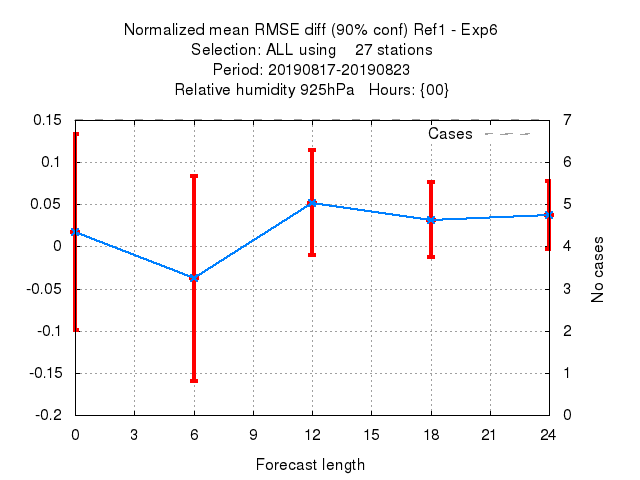 Normalized mean RMSE diff (90% conf) Ref1 - Exp6
Selection: ALL using    27 stations
Period: 20190817-20190823
Relative humidity 925hPa   Hours: {00}
Cases
0.15
0.1
0.05
0
-0.05
-0.1
-0.15
-0.2
7
6
5
4
3
2
1
0
No cases
0 3 6 9 12 15 18 21 24
Forecast length